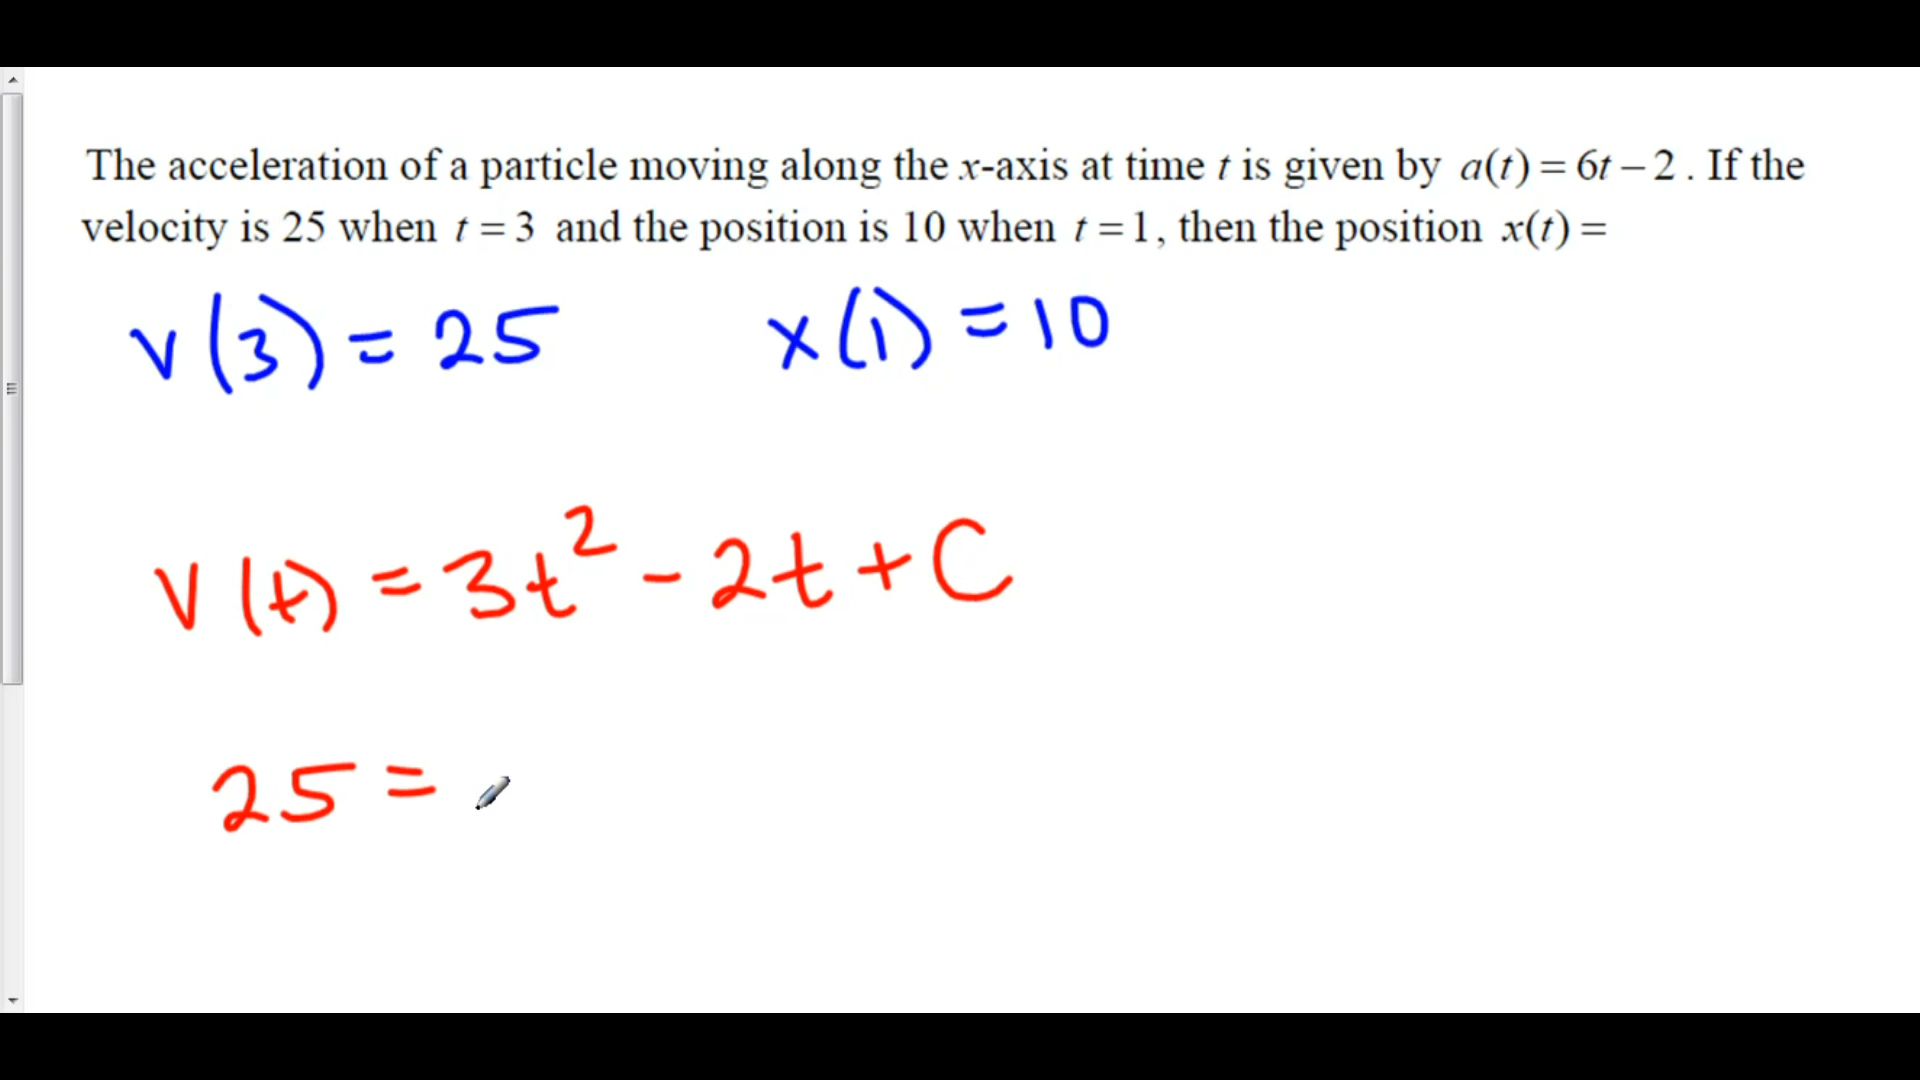 The acceleration of a particle moving along the x-axis at time t is given by a(t) = 6t – 2 . If the
velocity is 25 when t = 3 and the position is 10 when t = 1, then the position x(t) =
v(3) = 25 x(1) = 10
v(t) = 3t² - 2t + C
25 =